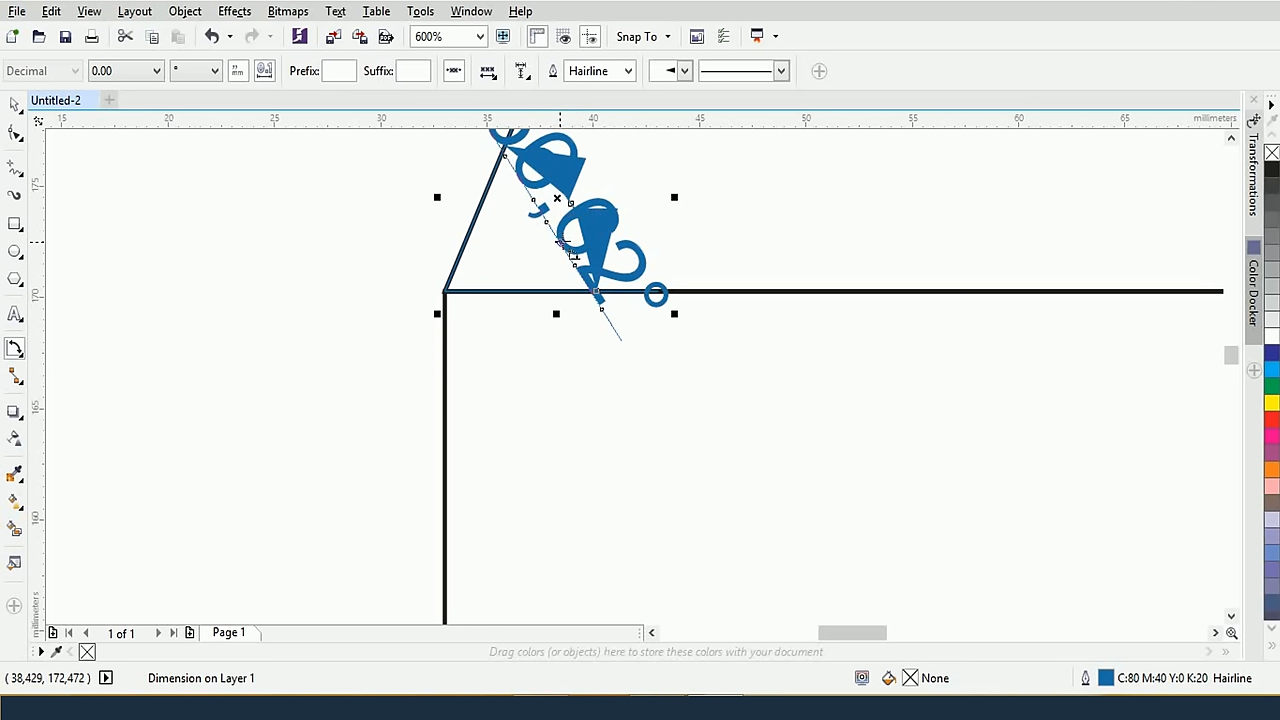 File Edit View Layout Object Effects Bitmaps Text Table Tools Window Help
600% Snap To
Decimal 0.00 ° Prefix: Suffix: Hairline
Untitled-2
15 20 25 30 35 40 45 50 55 60 65 millimeters
175
170
165
160
millimeters
Transformations
Color Docker
1 of 1 Page 1
Drag colors (or objects) here to store these colors with your document
( 38,429, 172,472 ) Dimension on Layer 1 None C:80 M:40 Y:0 K:20 Hairline